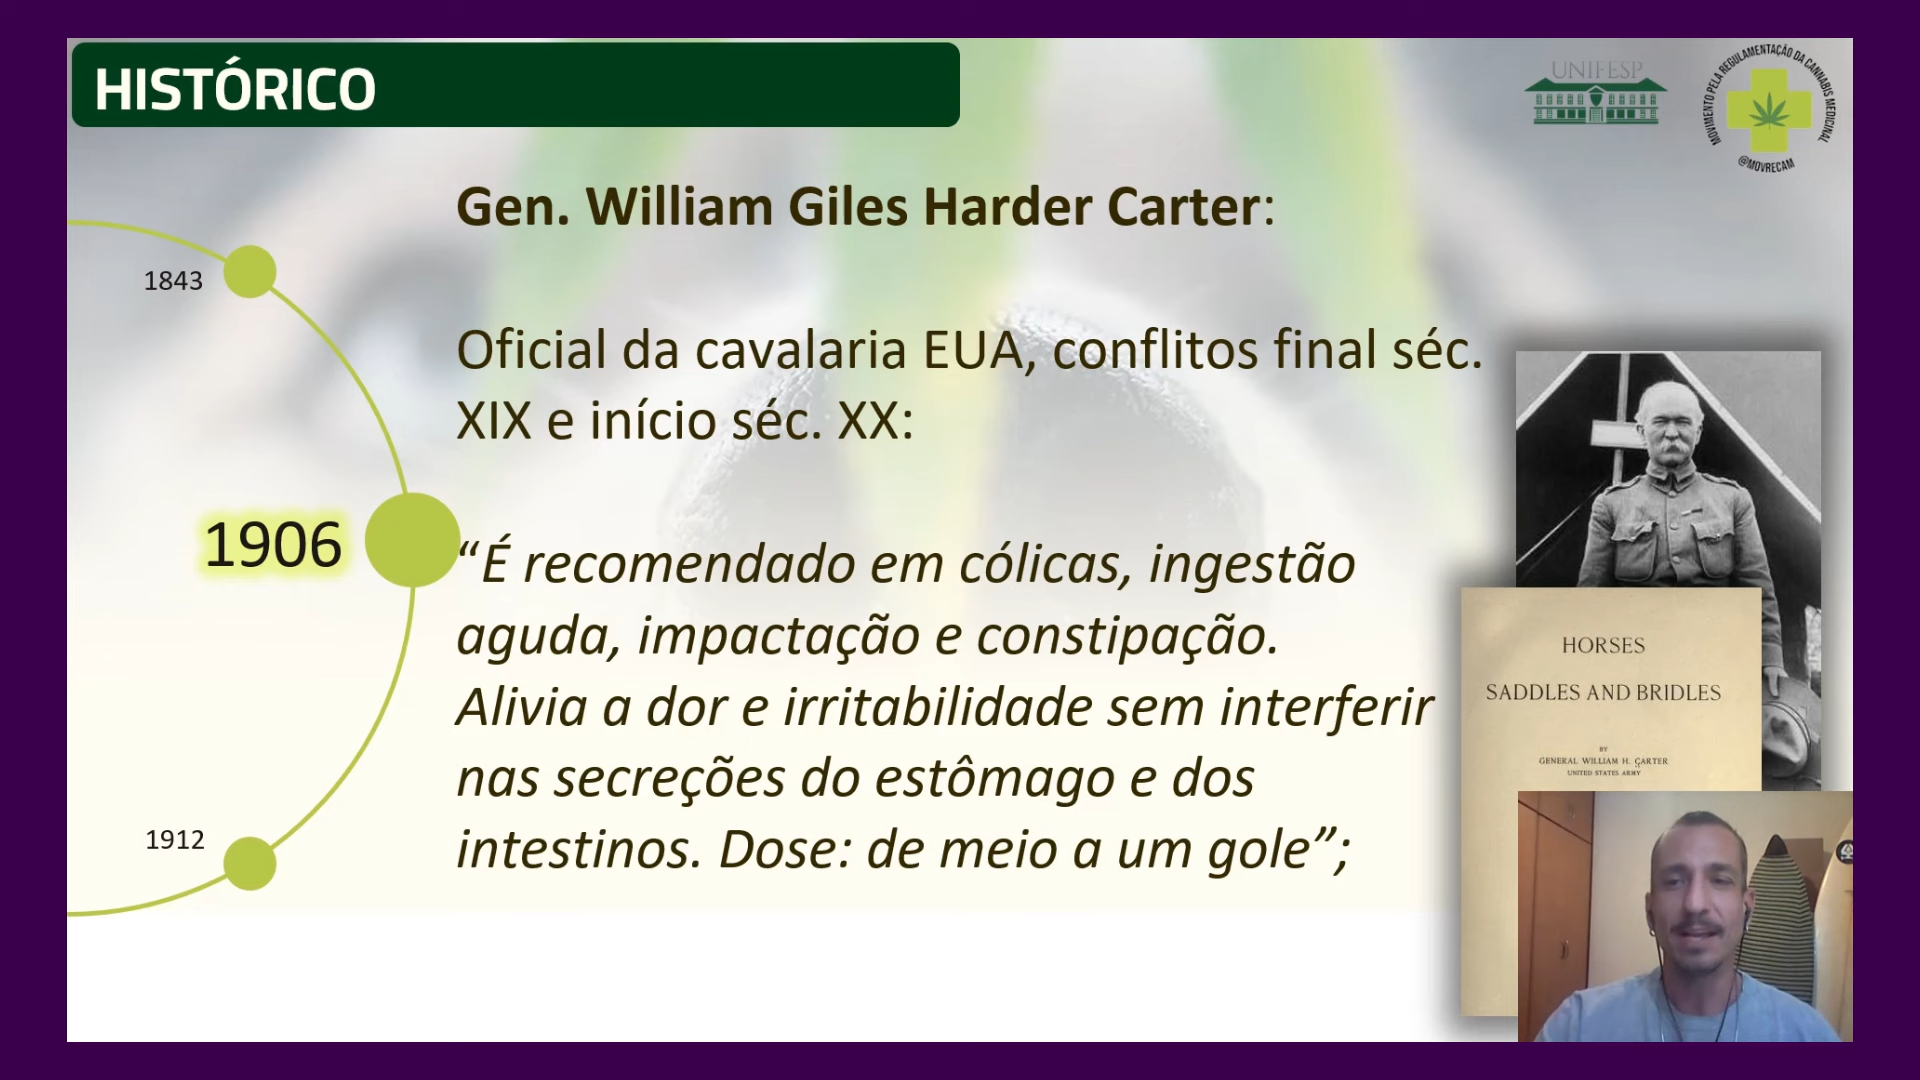 HISTÓRICO
UNIFESP
MOVIMENTO PELA REGULAMENTAÇÃO DA CANNABIS MEDICINAL
@MOVRECAM
Gen. William Giles Harder Carter:
1843
Oficial da cavalaria EUA, conflitos final séc.
XIX e início séc. XX:
1906
“É recomendado em cólicas, ingestão
aguda, impactação e constipação.
Alivia a dor e irritabilidade sem interferir
nas secreções do estômago e dos
intestinos. Dose: de meio a um gole”;
1912
HORSES
SADDLES AND BRIDLES
BY
GENERAL WILLIAM H. CARTER
UNITED STATES ARMY